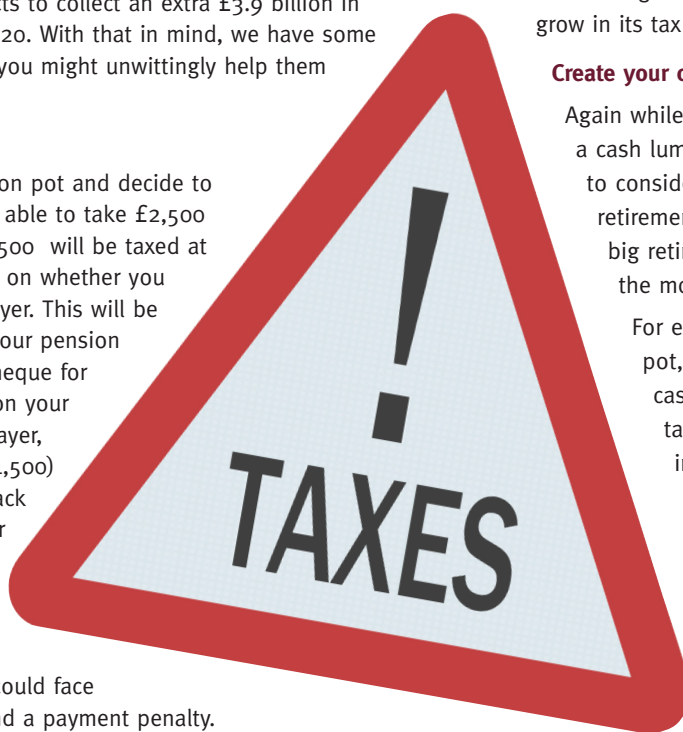 cts to collect an extra £3.9 billion in
20. With that in mind, we have some
you might unwittingly help them
on pot and decide to
able to take £2,500
500 will be taxed at
on whether you
yer. This will be
our pension
heque for
on your
ayer,
,500)
ack
r
ould face
nd a payment penalty.
!
TAXES
grow in its tax
Create your o
Again while
a cash lum
to conside
retiremen
big retir
the mo
For e
pot,
cas
ta
i